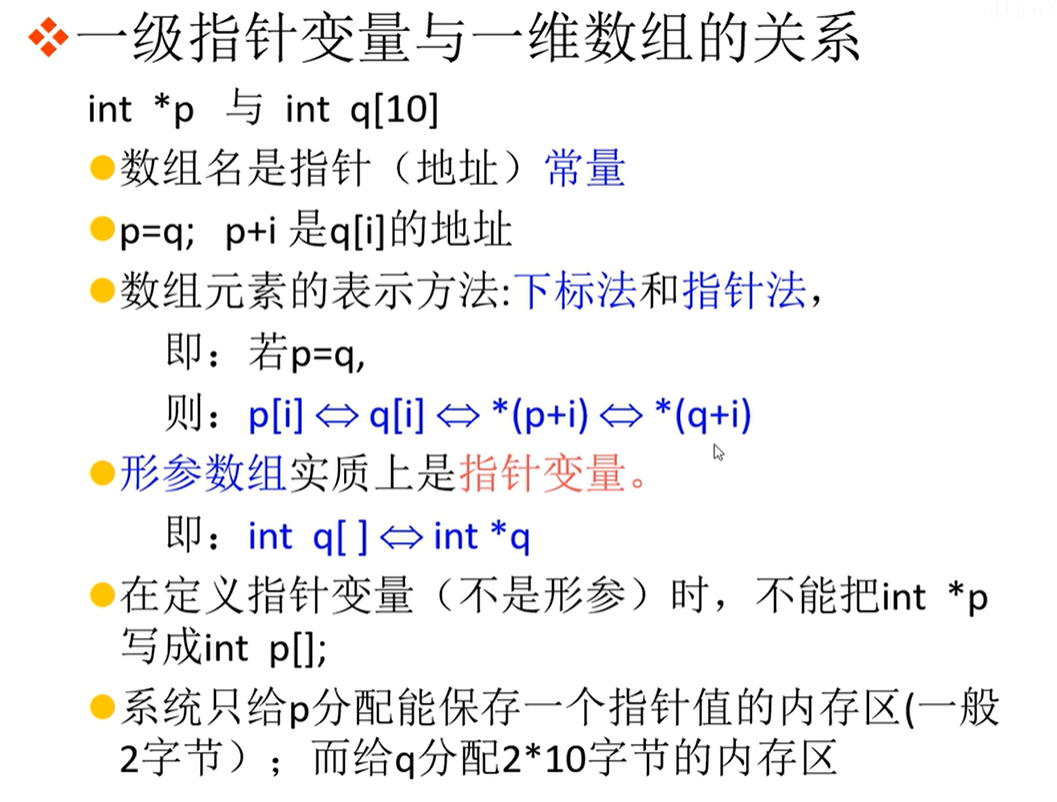 一级指针变量与一维数组的关系
int *p 与 int q[10]
数组名是指针（地址）常量
p=q; p+i 是q[i]的地址
数组元素的表示方法:下标法和指针法，
即：若p=q,
则：p[i] ⇔ q[i] ⇔ *(p+i) ⇔ *(q+i)
形参数组实质上是指针变量。
即：int q[ ] ⇔ int *q
在定义指针变量（不是形参）时，不能把int *p
写成int p[];
系统只给p分配能保存一个指针值的内存区(一般
2字节）；而给q分配2*10字节的内存区